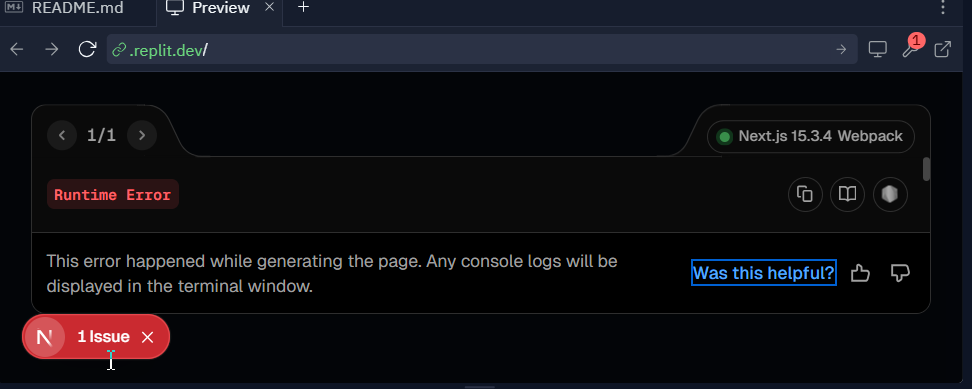 README.md
Preview
.replit.dev/
1
1/1
Next.js 15.3.4 Webpack
Runtime Error
This error happened while generating the page. Any console logs will be
displayed in the terminal window.
Was this helpful?
N
1 Issue